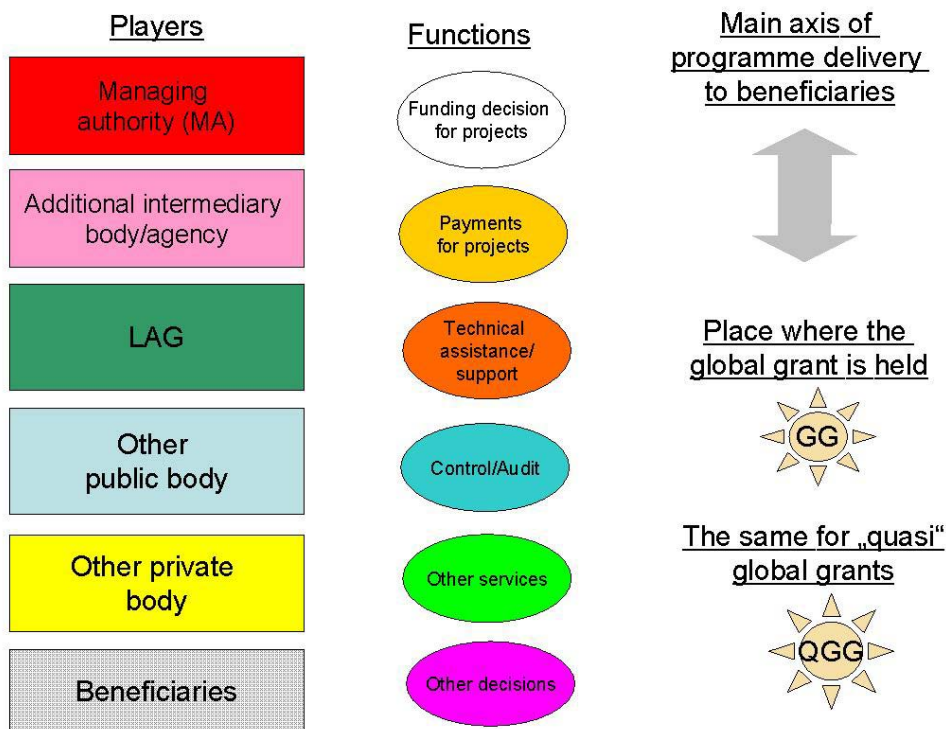 Players
Managing
authority (MA)
Additional intermediary
body/agency
LAG
Other
public body
Other private
body
Beneficiaries
Functions
Funding decision
for projects
Payments
for projects
Technical
assistance/
support
Control/Audit
Other services
Other decisions
Main axis of
programme delivery
to beneficiaries
Place where the
global grant is held
GG
The same for „quasi“
global grants
QGG